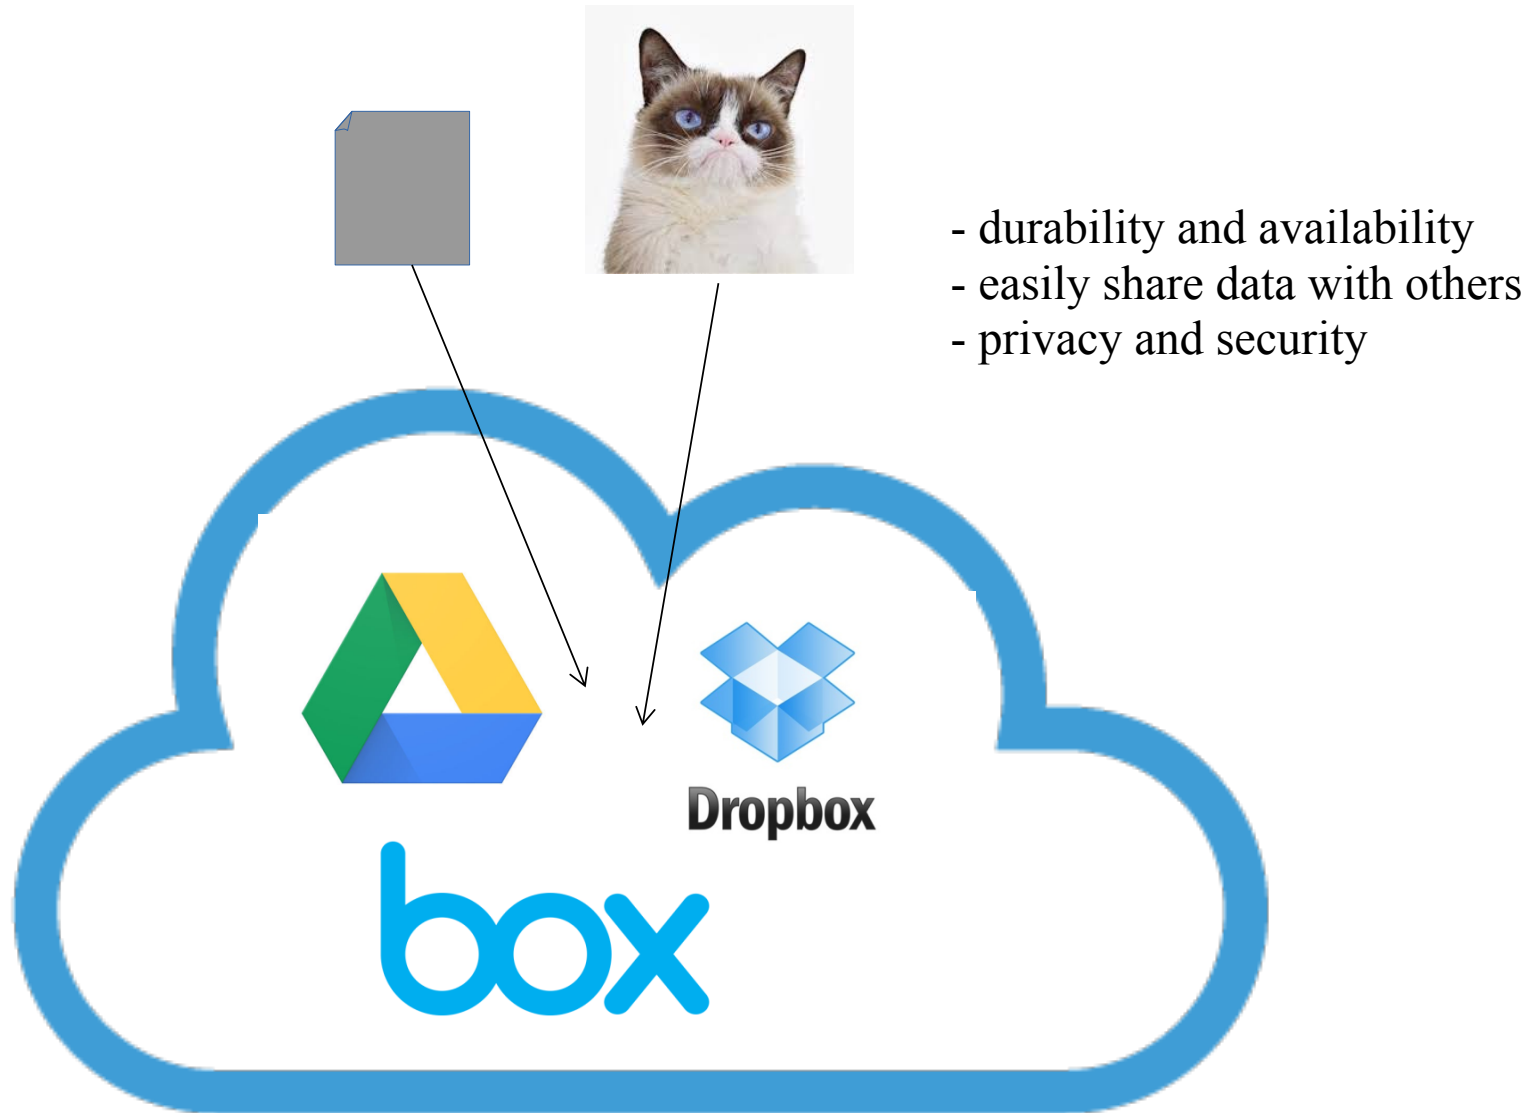 - durability and availability
- easily share data with others
- privacy and security
Dropbox
box